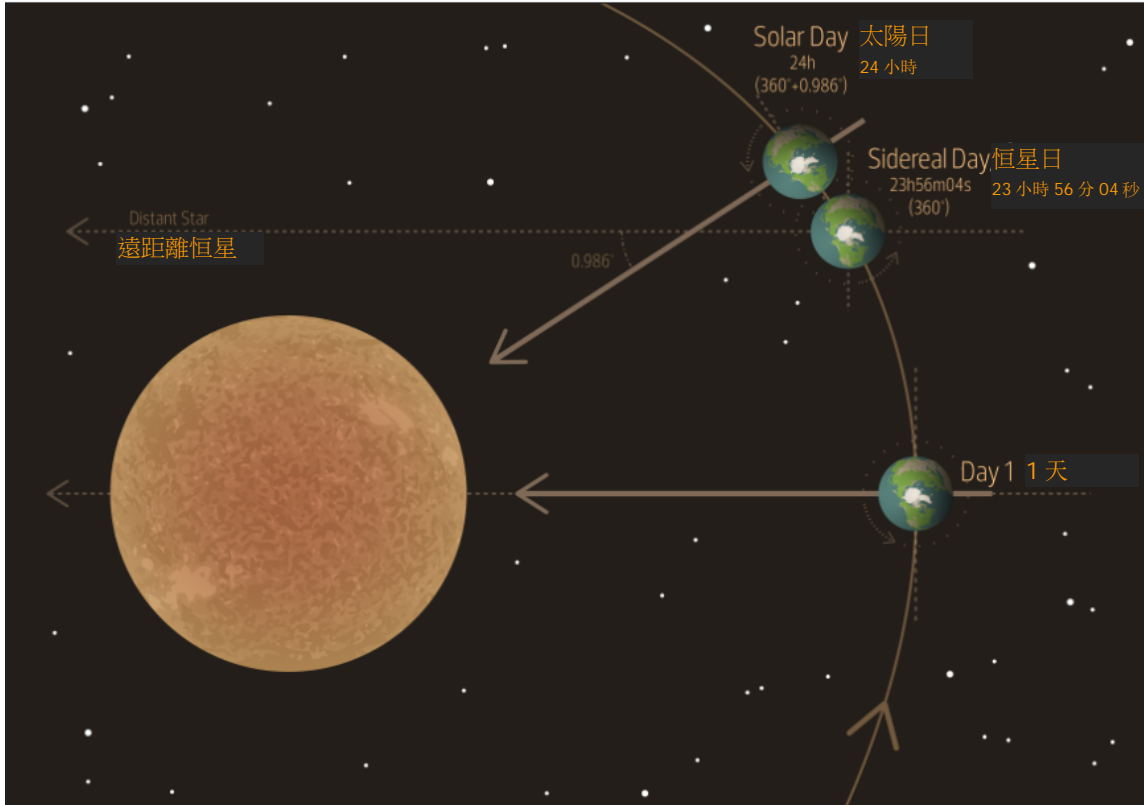 Solar Day 太陽日
24h 24 小時
(360°+0.986°)
Sidereal Day 恒星日
23h56m04s 23 小時 56 分 04 秒
(360°)
Distant Star
遠距離恒星
0.986°
Day 1 1 天